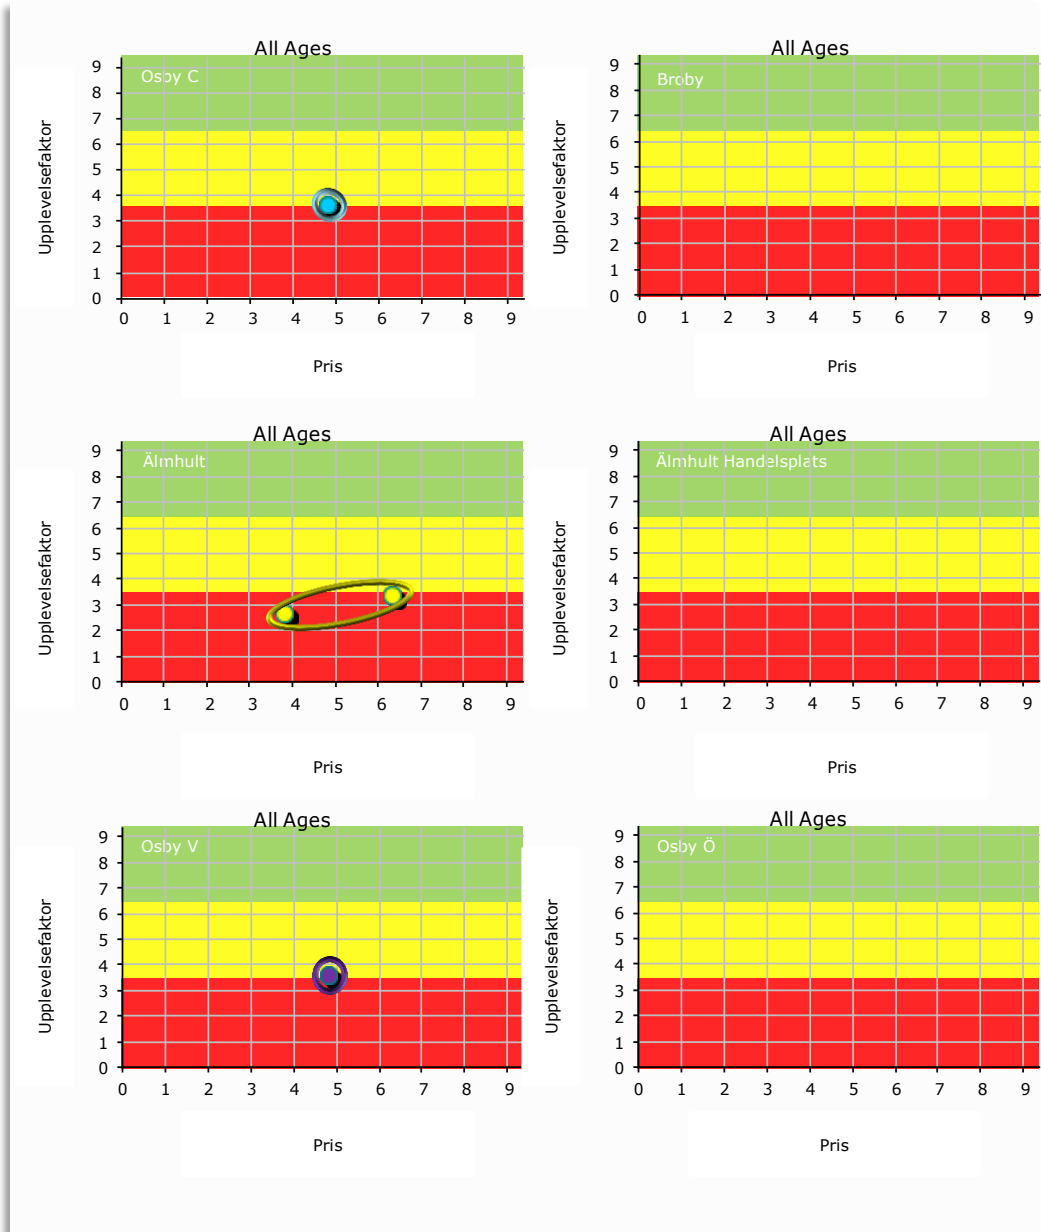 All Ages
Osby C
9
8
7
6
5
4
3
2
1
0
Upplevelsefaktor
0 1 2 3 4 5 6 7 8 9
Pris
All Ages
Broby
9
8
7
6
5
4
3
2
1
0
Upplevelsefaktor
0 1 2 3 4 5 6 7 8 9
Pris
All Ages
Älmhult
9
8
7
6
5
4
3
2
1
0
Upplevelsefaktor
0 1 2 3 4 5 6 7 8 9
Pris
All Ages
Älmhult Handelsplats
9
8
7
6
5
4
3
2
1
0
Upplevelsefaktor
0 1 2 3 4 5 6 7 8 9
Pris
All Ages
Osby V
9
8
7
6
5
4
3
2
1
0
Upplevelsefaktor
0 1 2 3 4 5 6 7 8 9
Pris
All Ages
Osby Ö
9
8
7
6
5
4
3
2
1
0
Upplevelsefaktor
0 1 2 3 4 5 6 7 8 9
Pris